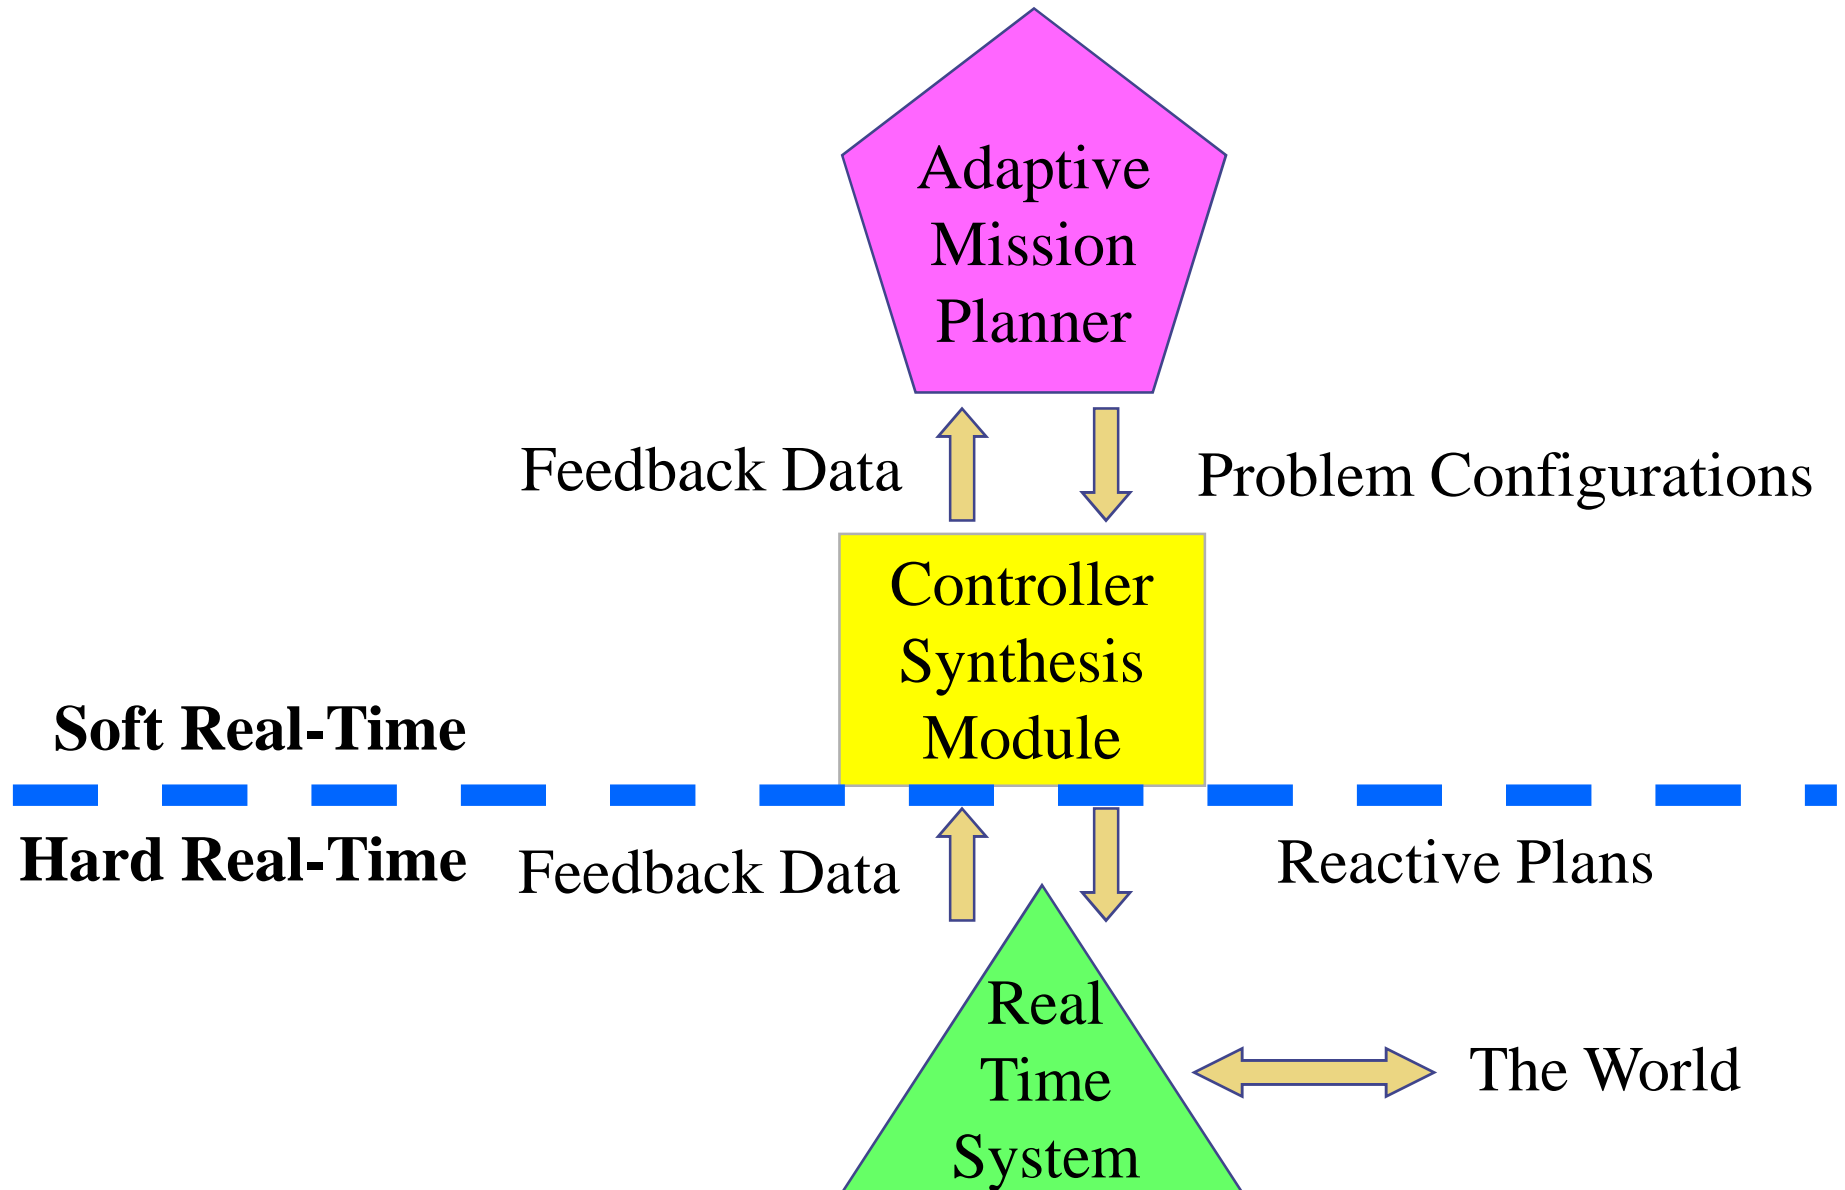 Adaptive
Mission
Planner
Feedback Data
Problem Configurations
Controller
Synthesis
Module
Soft Real-Time
Hard Real-Time
Feedback Data
Reactive Plans
Real
Time
System
The World